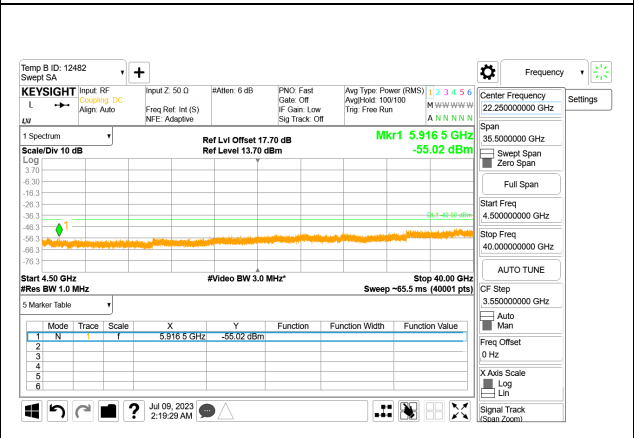 Temp B ID: 12482
Swept SA
Frequency
Settings
KEYSIGHT
L
Input: RF
Coupling: DC
Align: Auto
Input Z: 50 Ω
Freq Ref: Int (S)
NFE: Adaptive
#Atten: 6 dB
PNO: Fast
Gate: Off
IF Gain: Low
Sig Track: Off
Avg Type: Power (RMS)
Avg|Hold: 100/100
Trig: Free Run
1 2 3 4 5 6
M W W W W W
A N N N N N
1 Spectrum
Scale/Div 10 dB
Log
Ref Lvl Offset 17.70 dB
Ref Level 13.70 dBm
Mkr1 5.916 5 GHz
-55.02 dBm
3.70
-6.30
-16.3
-26.3
-36.3
-46.3
-56.3
-66.3
-76.3
DL1 -40.00 dBm
1
Start 4.50 GHz
#Res BW 1.0 MHz
#Video BW 3.0 MHz*
Stop 40.00 GHz
Sweep ~65.5 ms (40001 pts)
5 Marker Table
Mode Trace Scale X Y Function Function Width Function Value
1 N 1 f 5.916 5 GHz -55.02 dBm
2
3
4
5
6
Jul 09, 2023
2:19:29 AM
Center Frequency
22.250000000 GHz
Span
35.5000000 GHz
Swept Span
Zero Span
Full Span
Start Freq
4.500000000 GHz
Stop Freq
40.000000000 GHz
AUTO TUNE
CF Step
3.550000000 GHz
Auto
Man
Freq Offset
0 Hz
X Axis Scale
Log
Lin
Signal Track
(Span Zoom)